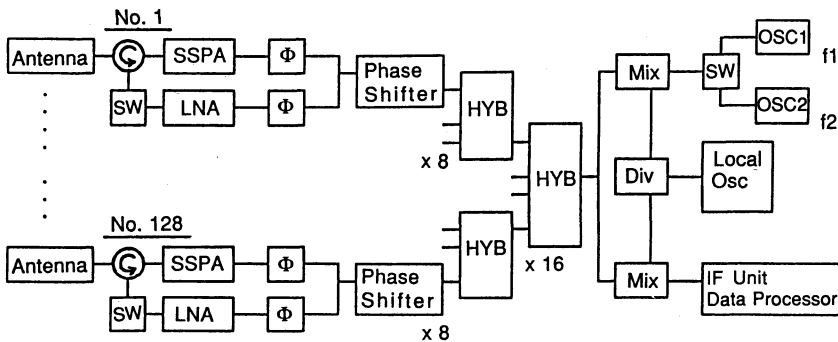 No. 1
Antenna
SSPA
Φ
SW
LNA
Φ
Phase
Shifter
HYB
x 8
HYB
x 16
Mix
SW
OSC1
f1
OSC2
f2
Div
Local
Osc
No. 128
Antenna
SSPA
Φ
SW
LNA
Φ
Phase
Shifter
x 8
HYB
Mix
IF Unit
Data Processor